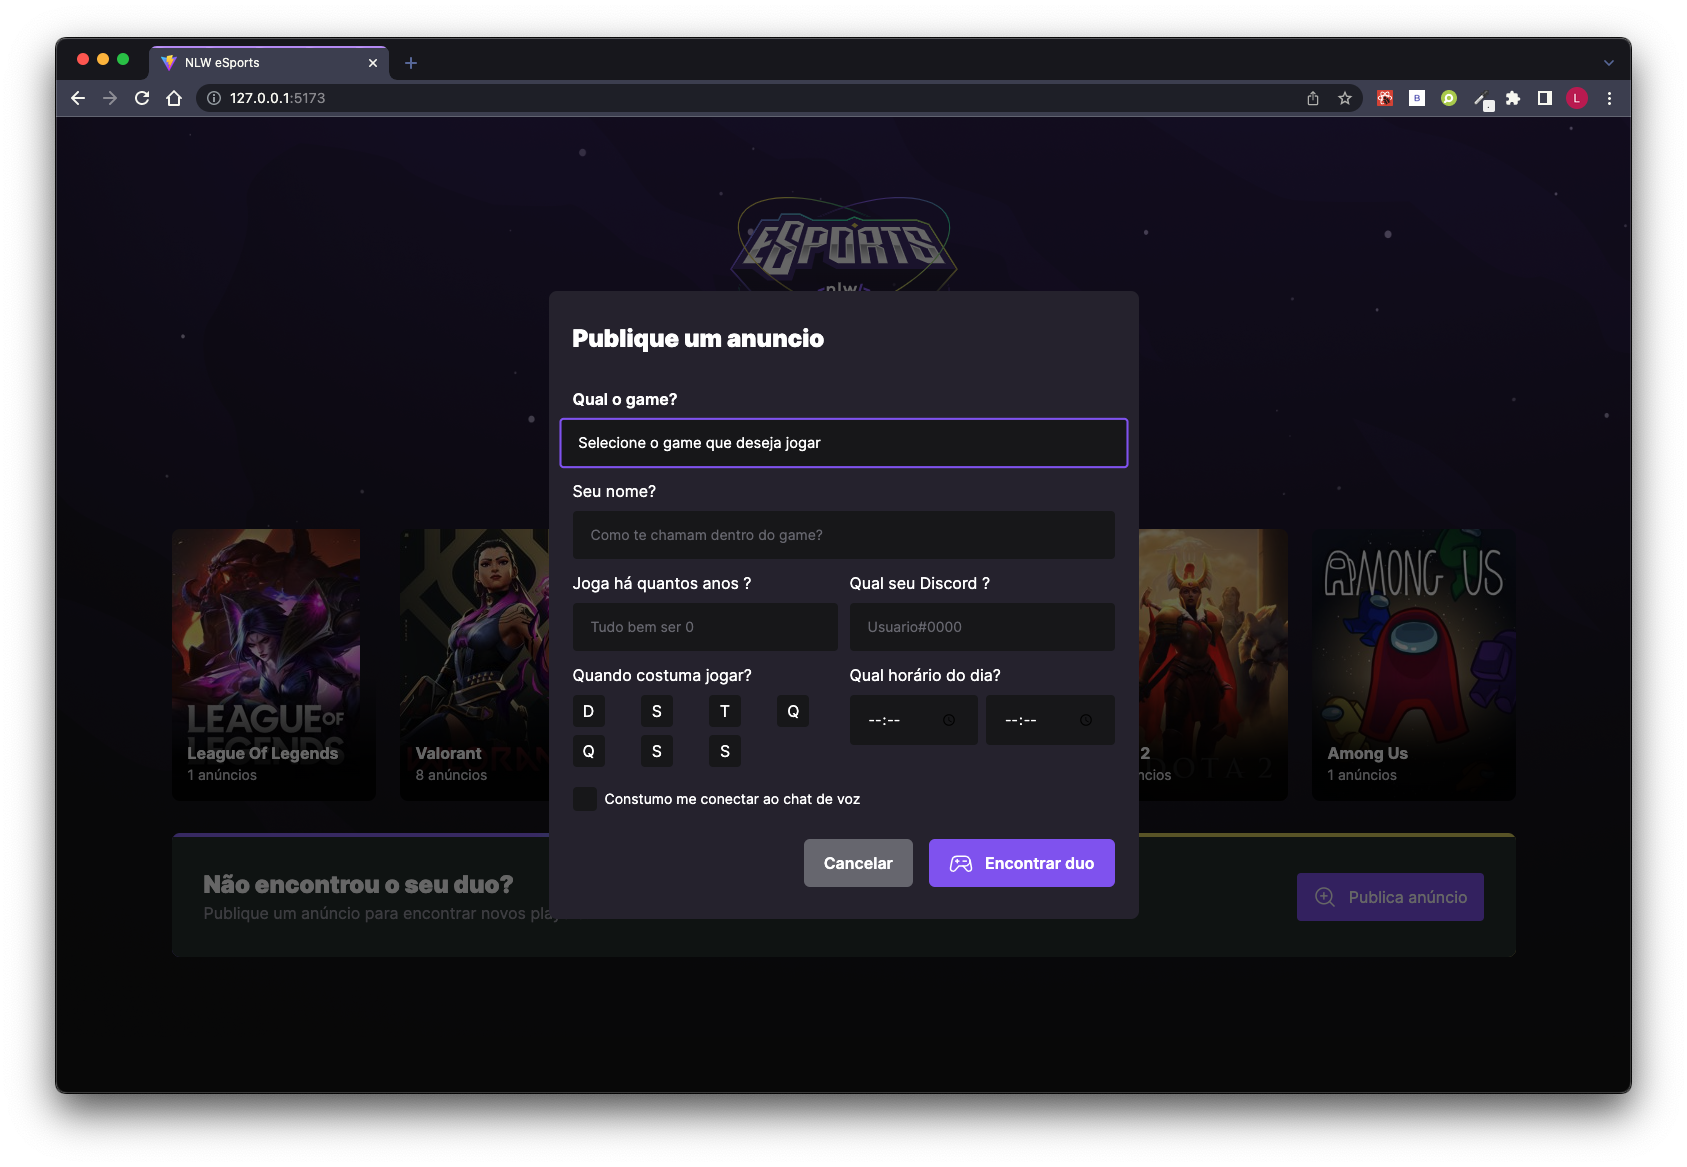 NLW eSports
127.0.0.1:5173
B
L
ESPORTS
nlw/
Publique um anuncio
Qual o game?
Selecione o game que deseja jogar
Seu nome?
Como te chamam dentro do game?
Joga há quantos anos ?
Qual seu Discord ?
Tudo bem ser 0
Usuario#0000
Quando costuma jogar?
Qual horário do dia?
D S T Q
Q S S
--:--
--:--
Constumo me conectar ao chat de voz
Cancelar
Encontrar duo
LEAGUE OF
LEGENDS
League Of Legends
1 anúncios
Valorant
8 anúncios
2
ncios
DOTA 2
AMONG US
Among Us
1 anúncios
Não encontrou o seu duo?
Publique um anúncio para encontrar novos play
Publica anúncio